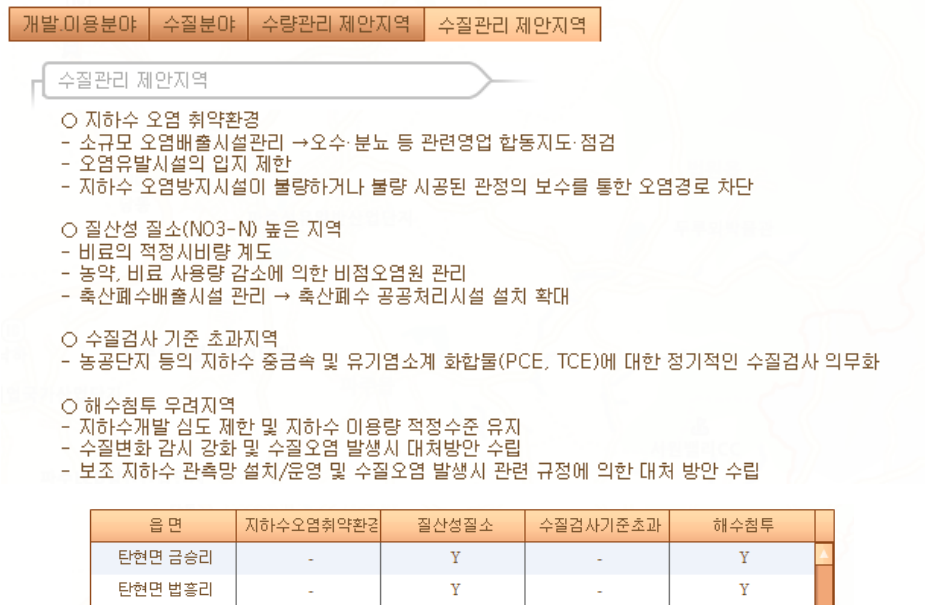 개발.이용분야 수질분야 수량관리 제안지역 수질관리 제안지역
수질관리 제안지역
○ 지하수 오염 취약환경
- 소규모 오염배출시설관리 →오수·분뇨 등 관련영업 합동지도·점검
- 오염유발시설의 입지 제한
- 지하수 오염방지시설이 불량하거나 불량 시공된 관정의 보수를 통한 오염경로 차단
○ 질산성 질소(NO3-N) 높은 지역
- 비료의 적정시비량 계도
- 농약, 비료 사용량 감소에 의한 비점오염원 관리
- 축산폐수배출시설 관리 → 축산폐수 공공처리시설 설치 확대
○ 수질검사 기준 초과지역
- 농공단지 등의 지하수 중금속 및 유기염소계 화합물(PCE, TCE)에 대한 정기적인 수질검사 의무화
○ 해수침투 우려지역
- 지하수개발 심도 제한 및 지하수 이용량 적정수준 유지
- 수질변화 감시 강화 및 수질오염 발생시 대처방안 수립
- 보조 지하수 관측망 설치/운영 및 수질오염 발생시 관련 규정에 의한 대처 방안 수립
읍 면 지하수오염취약환경 질산성질소 수질검사기준초과 해수침투
탄현면 금승리 - Y - Y
탄현면 법흥리 - Y - Y